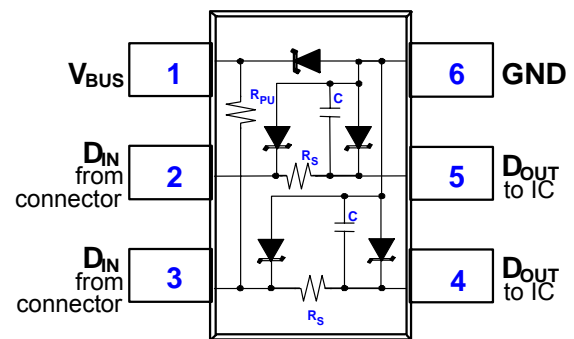 VBUS 1 6 GND
RPU C
DIN from connector 2 RS 5 DOUT to IC
C
DIN from connector 3 RS 4 DOUT to IC